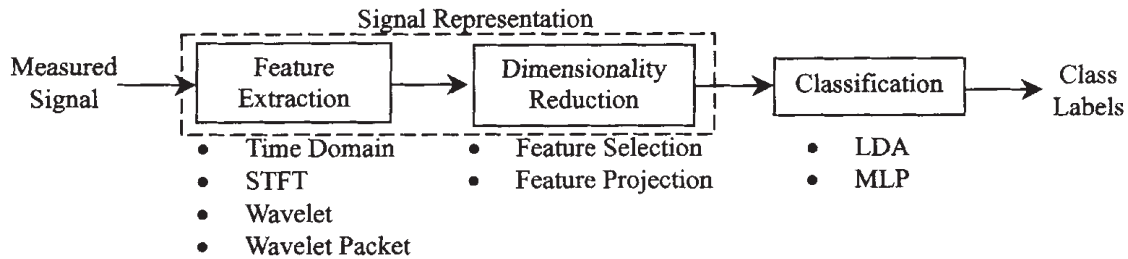 Signal Representation
Measured
Signal
Feature
Extraction
Dimensionality
Reduction
Classification
Class
Labels
• Time Domain
• STFT
• Wavelet
• Wavelet Packet
• Feature Selection
• Feature Projection
• LDA
• MLP